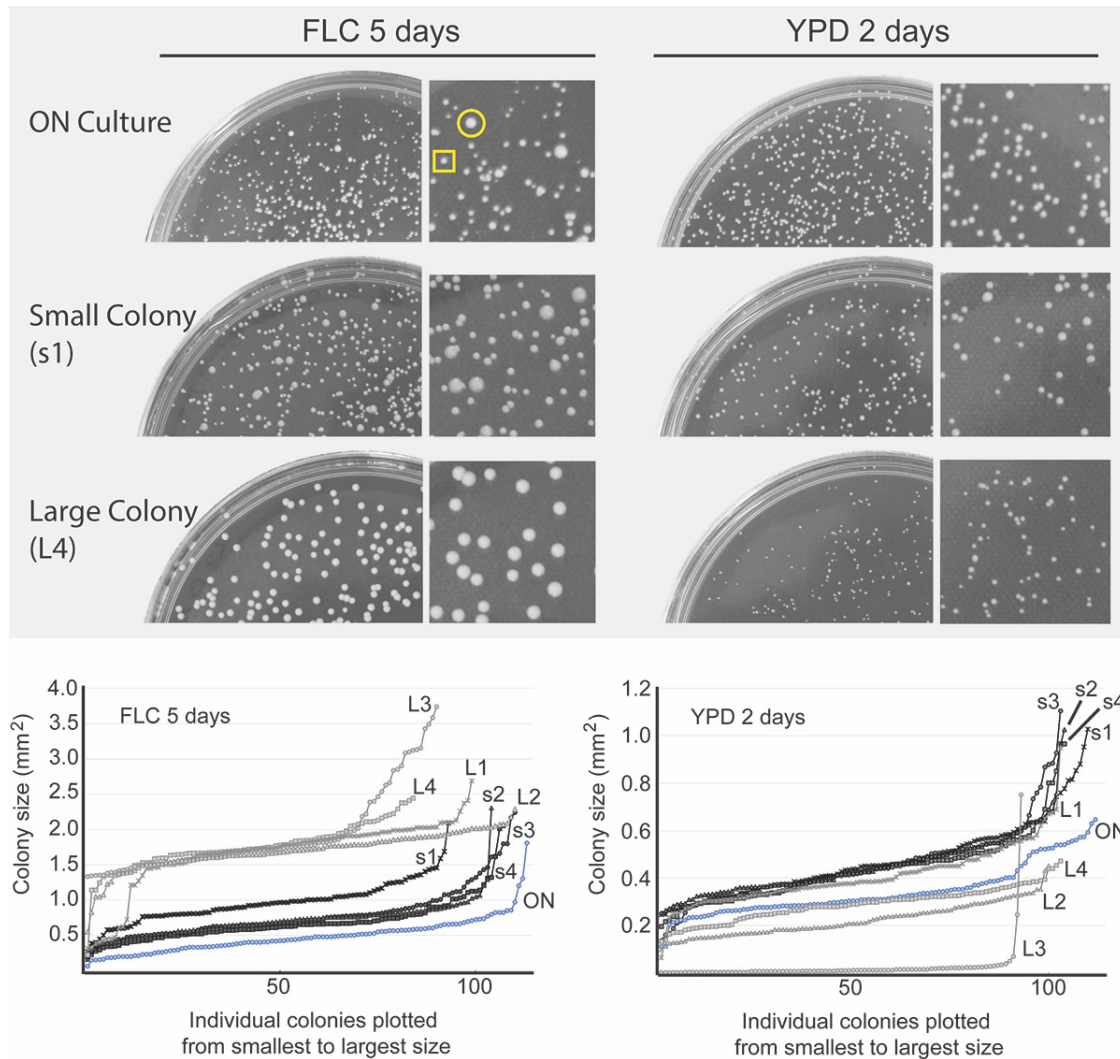 FLC 5 days
YPD 2 days
ON Culture
Small Colony
(s1)
Large Colony
(L4)
4.0
3.5
3.0
2.5
2.0
1.5
1.0
0.5
Colony size (mm²)
FLC 5 days
L3
L1
L4
s2
L2
s3
s1
s4
ON
50
100
Individual colonies plotted
from smallest to largest size
1.2
1.0
0.8
0.6
0.4
0.2
Colony size (mm²)
YPD 2 days
s2
s3
s4
s1
L1
ON
L4
L2
L3
50
100
Individual colonies plotted
from smallest to largest size